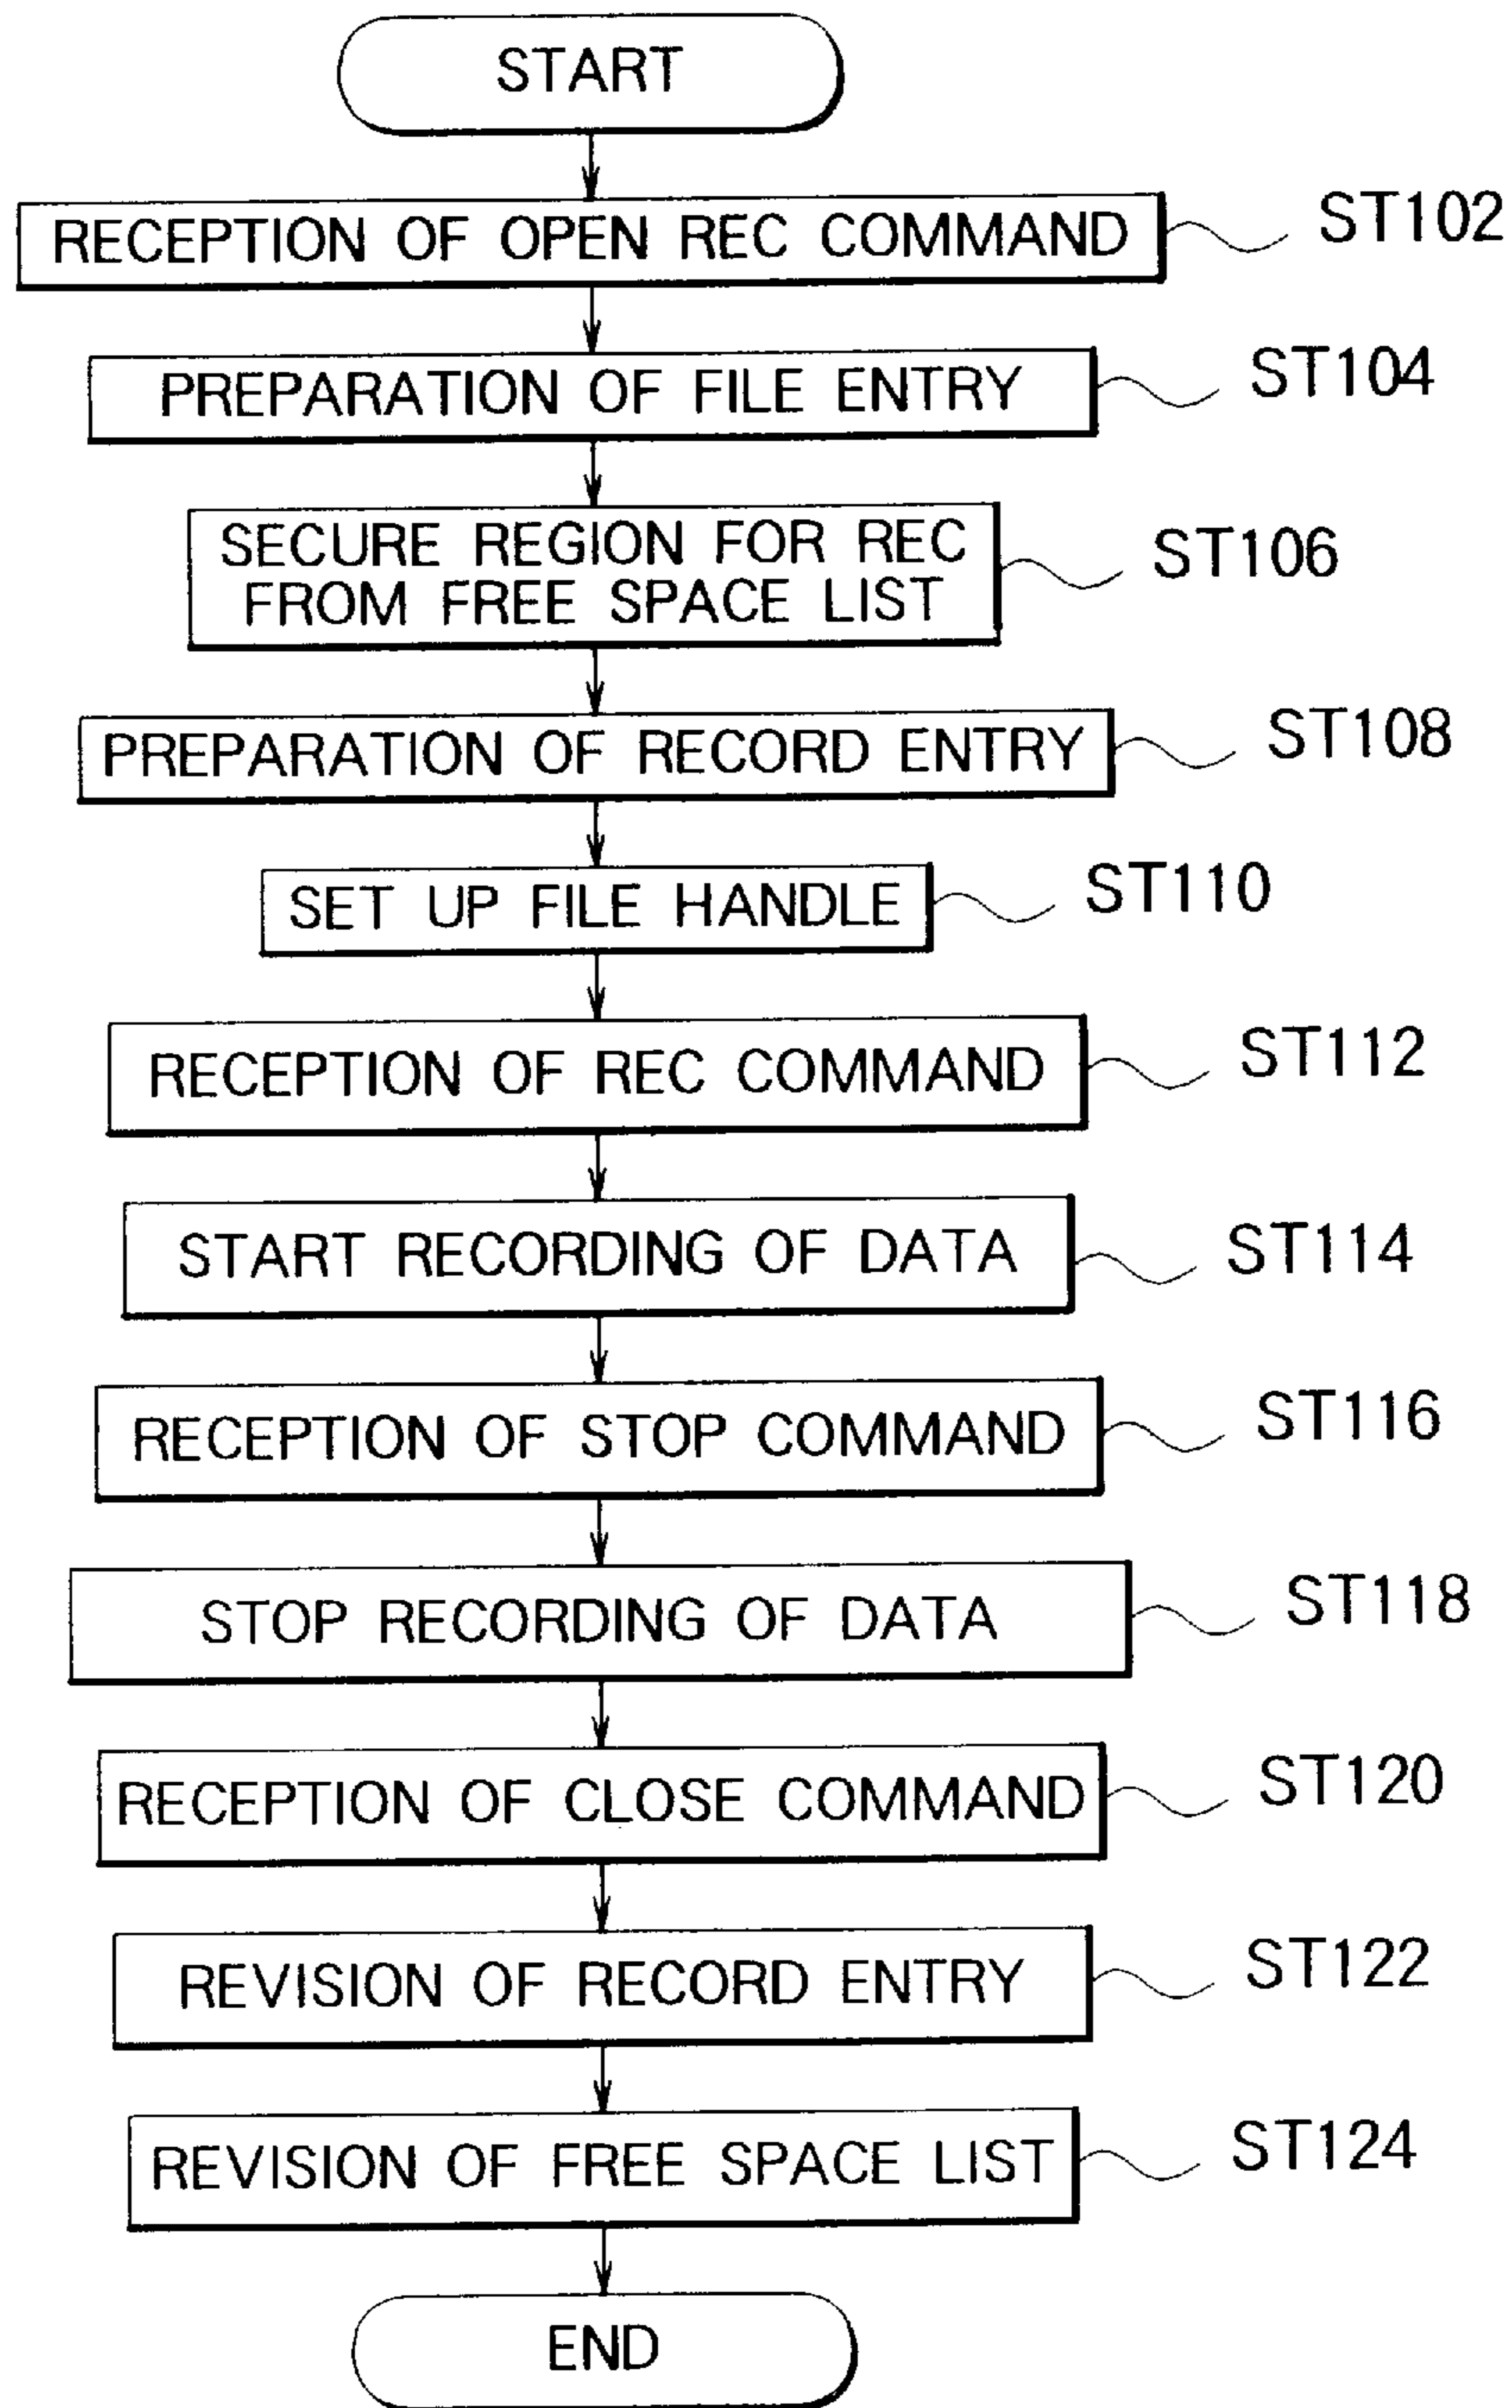 START
RECEPTION OF OPEN REC COMMAND
ST102
PREPARATION OF FILE ENTRY
ST104
SECURE REGION FOR REC
FROM FREE SPACE LIST
ST106
PREPARATION OF RECORD ENTRY
ST108
SET UP FILE HANDLE
ST110
RECEPTION OF REC COMMAND
ST112
START RECORDING OF DATA
ST114
RECEPTION OF STOP COMMAND
ST116
STOP RECORDING OF DATA
ST118
RECEPTION OF CLOSE COMMAND
ST120
REVISION OF RECORD ENTRY
ST122
REVISION OF FREE SPACE LIST
ST124
END